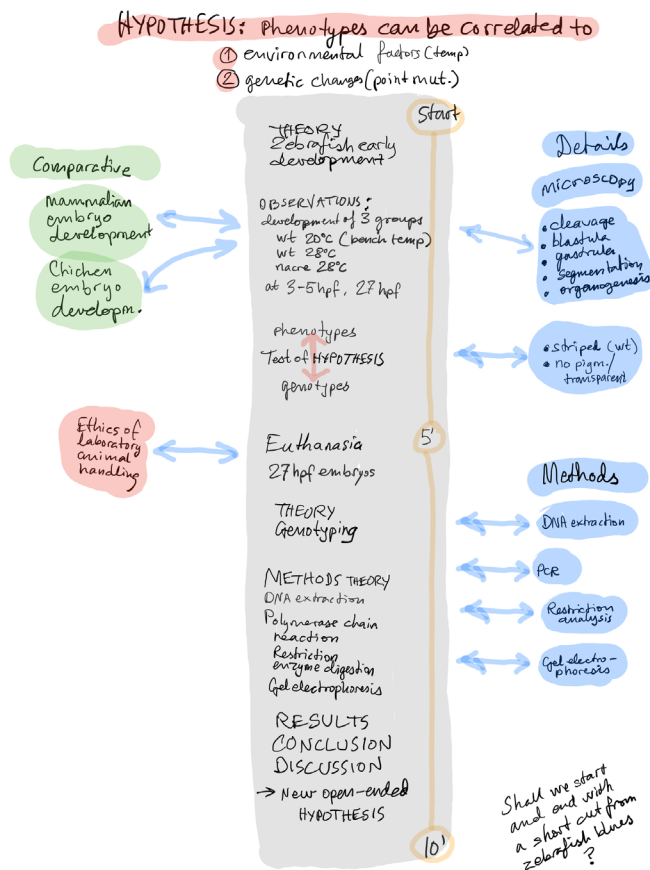 HYPOTHESIS: Phenotypes can be correlated to
① environmental factors (temp)
② genetic changes (point mut.)
Start
THEORY
Zebrafish early
development
Comparative
Mammalian
embryo
development
Chicken
embryo
developm.
OBSERVATIONS:
development of 3 groups
wt 20°C (bench temp)
wt 28°C
nacre 28°C
at 3-5 hpf, 27 hpf
Details
microscopy
• cleavage
• blastula
• gastrula
• segmentation
• organogenesis
phenotypes
Test of HYPOTHESIS
genotypes
• striped (wt)
• no pigm./
transparent
5'
Ethics of
laboratory
animal
handling
Euthanasia
27 hpf embryos
THEORY
Genotyping
METHODS THEORY
DNA extraction
Polymerase chain
reaction
Restriction
enzyme digestion
Gel electrophoresis
Methods
DNA extraction
PCR
Restriction
analysis
Gel electro-
phoresis
RESULTS
CONCLUSION
DISCUSSION
→ New open-ended
HYPOTHESIS
10'
Shall we start
and end with
a short cut from
zebrafish blues
?